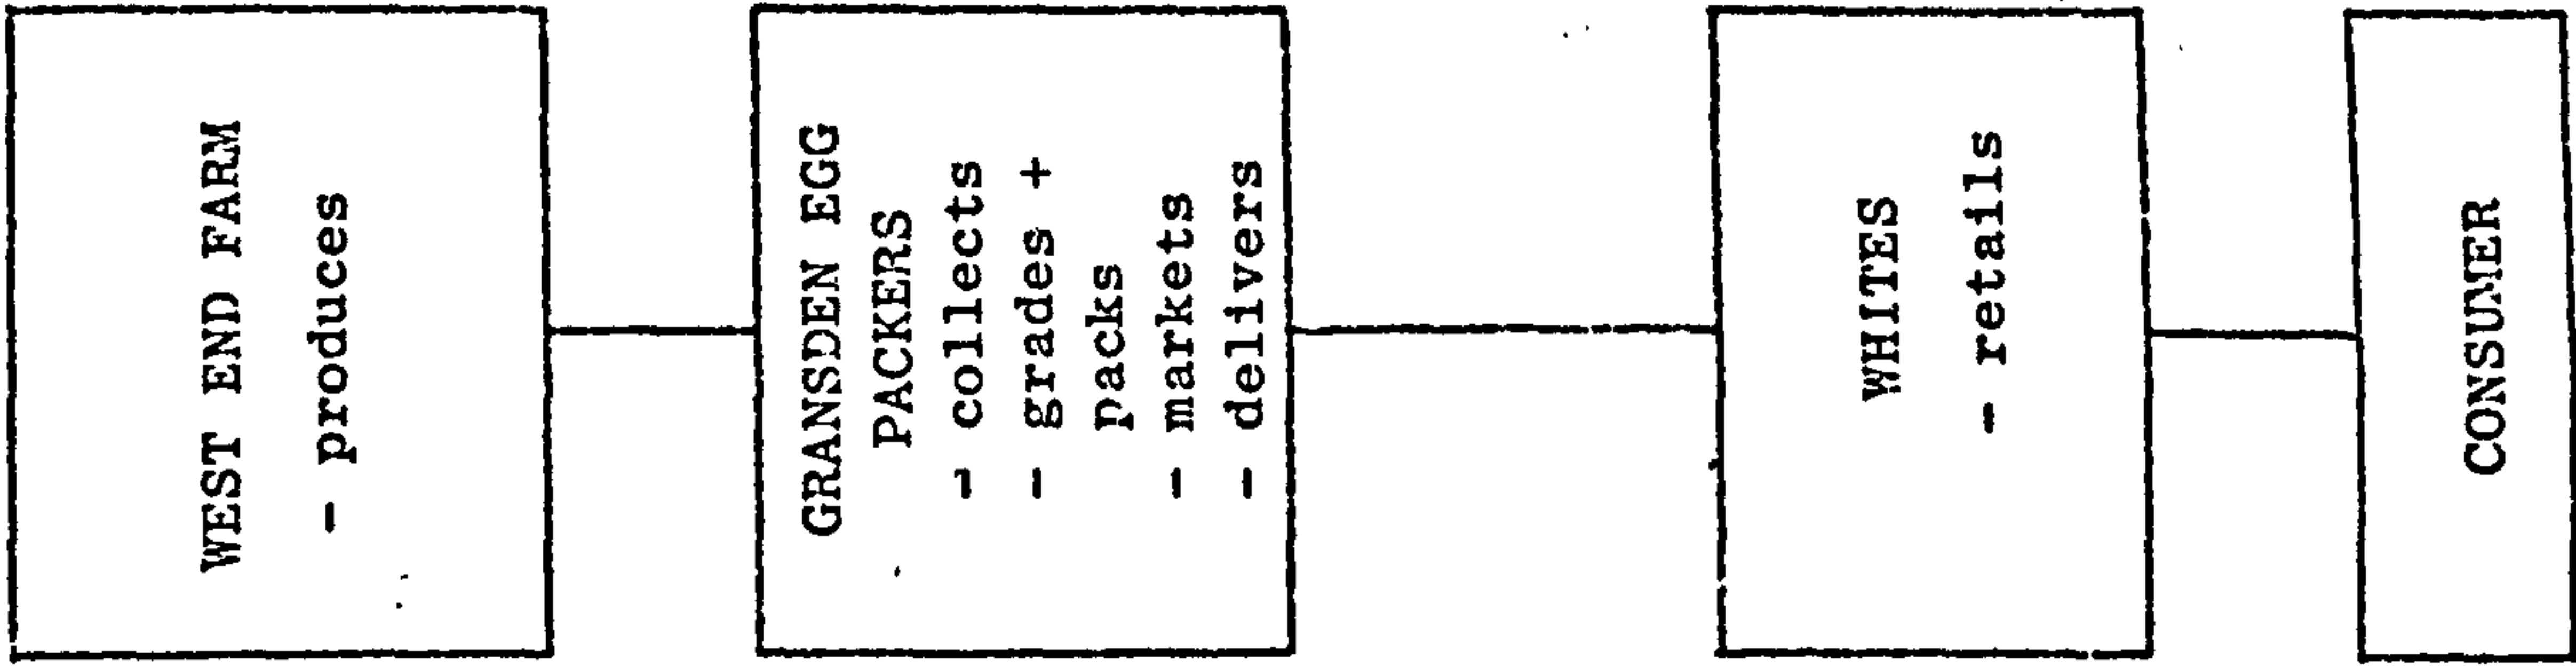 WEST END FARM
- produces
GRANSDEN EGG
PACKERS
- collects
- grades +
packs
- markets
- delivers
WHITES
- retails
CONSUMER